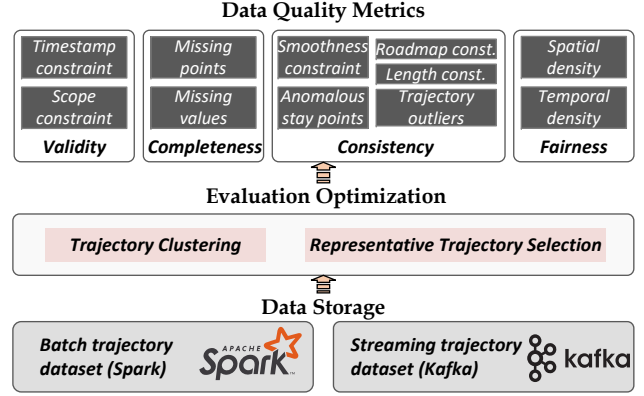 Data Quality Metrics
Timestamp
constraint
Scope
constraint
Validity
Missing
points
Missing
values
Completeness
Smoothness
constraint
Anomalous
stay points
Roadmap const.
Length const.
Trajectory
outliers
Consistency
Spatial
density
Temporal
density
Fairness
Evaluation Optimization
Trajectory Clustering
Representative Trajectory Selection
Data Storage
Batch trajectory
dataset (Spark)
APACHE
Spark™
Streaming trajectory
dataset (Kafka)
kafka